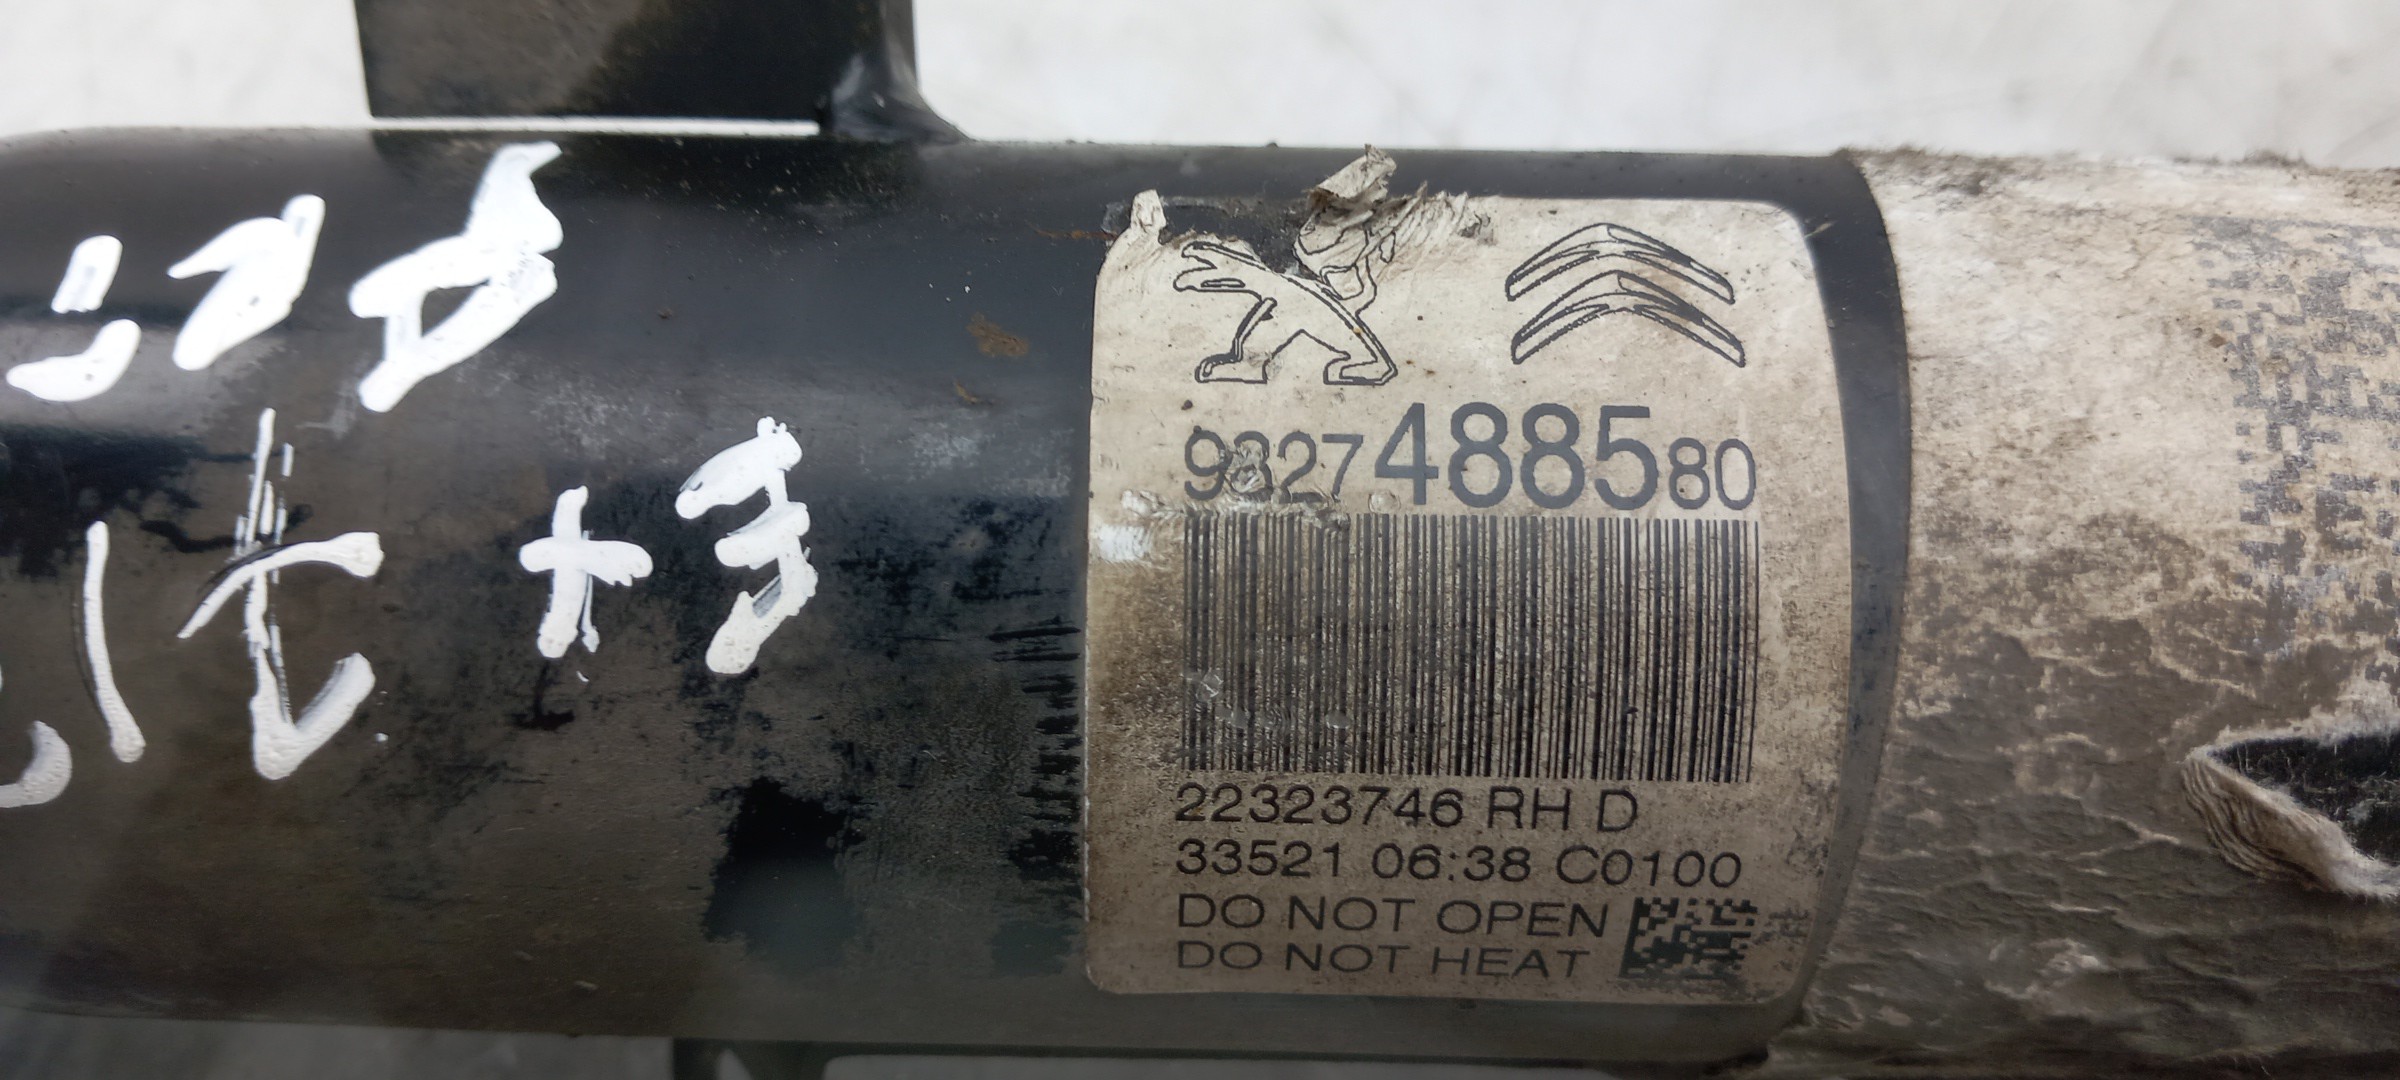 9827488580
22323746 RH D
33521 06:38 C0100
DO NOT OPEN
DO NOT HEAT